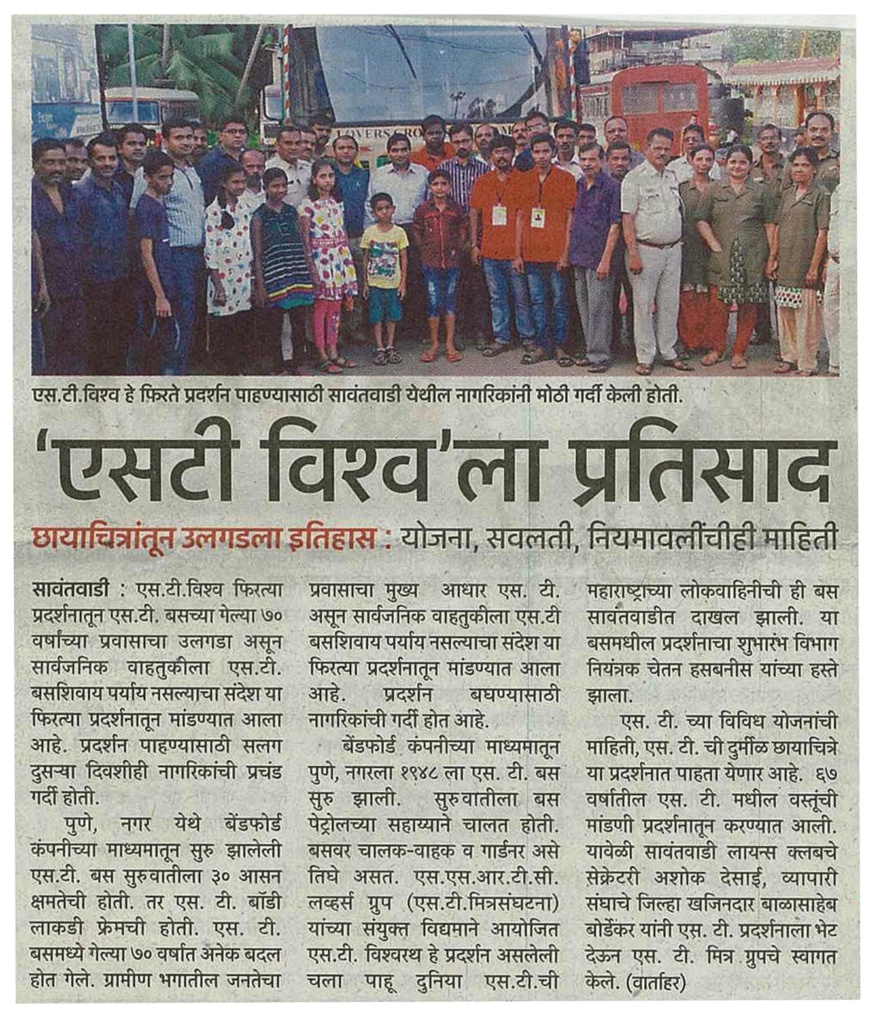 LOVERS GRO
एस.टी.विश्व हे फिरते प्रदर्शन पाहण्यासाठी सावंतवाडी येथील नागरिकांनी मोठी गर्दी केली होती.
‘एसटी विश्व’ला प्रतिसाद
छायाचित्रांतून उलगडला इतिहास : योजना, सवलती, नियमावलींचीही माहिती
सावंतवाडी : एस.टी.विश्व फिरत्या
प्रदर्शनातून एस.टी. बसच्या गेल्या ७०
वर्षांच्या प्रवासाचा उलगडा असून
सार्वजनिक वाहतुकीला एस.टी.
बसशिवाय पर्याय नसल्याचा संदेश या
फिरत्या प्रदर्शनातून मांडण्यात आला
आहे. प्रदर्शन पाहण्यासाठी सलग
दुसऱ्या दिवशीही नागरिकांची प्रचंड
गर्दी होती.
पुणे, नगर येथे बेंडफोर्ड
कंपनीच्या माध्यमातून सुरु झालेली
एस.टी. बस सुरुवातीला ३० आसन
क्षमतेची होती. तर एस. टी. बॉडी
लाकडी फ्रेमची होती. एस. टी.
बसमध्ये गेल्या ७० वर्षात अनेक बदल
होत गेले. ग्रामीण भगातील जनतेचा
प्रवासाचा मुख्य आधार एस. टी.
असून सार्वजनिक वाहतुकीला एस.टी
बसशिवाय पर्याय नसल्याचा संदेश या
फिरत्या प्रदर्शनातून मांडण्यात आला
आहे. प्रदर्शन बघण्यासाठी
नागरिकांची गर्दी होत आहे.
बेंडफोर्ड कंपनीच्या माध्यमातून
पुणे, नगरला १९४८ ला एस. टी. बस
सुरु झाली. सुरुवातीला बस
पेट्रोलच्या सहाय्याने चालत होती.
बसवर चालक-वाहक व गार्डनर असे
तिघे असत. एस.एस.आर.टी.सी.
लव्हर्स ग्रुप (एस.टी.मित्रसंघटना)
यांच्या संयुक्त विद्यमाने आयोजित
एस.टी. विश्वरथ हे प्रदर्शन असलेली
चला पाहू दुनिया एस.टी.ची
महाराष्ट्राच्या लोकवाहिनीची ही बस
सावंतवाडीत दाखल झाली. या
बसमधील प्रदर्शनाचा शुभारंभ विभाग
नियंत्रक चेतन हसबनीस यांच्या हस्ते
झाला.
एस. टी. च्या विविध योजनांची
माहिती, एस. टी. ची दुर्मीळ छायाचित्रे
या प्रदर्शनात पाहता येणार आहे. ६७
वर्षातील एस. टी. मधील वस्तूंची
मांडणी प्रदर्शनातून करण्यात आली.
यावेळी सावंतवाडी लायन्स क्लबचे
सेक्रेटरी अशोक देसाई, व्यापारी
संघाचे जिल्हा खजिनदार बाळासाहेब
बोर्डेकर यांनी एस. टी. प्रदर्शनाला भेट
देऊन एस. टी. मित्र ग्रुपचे स्वागत
केले. (वार्ताहर)